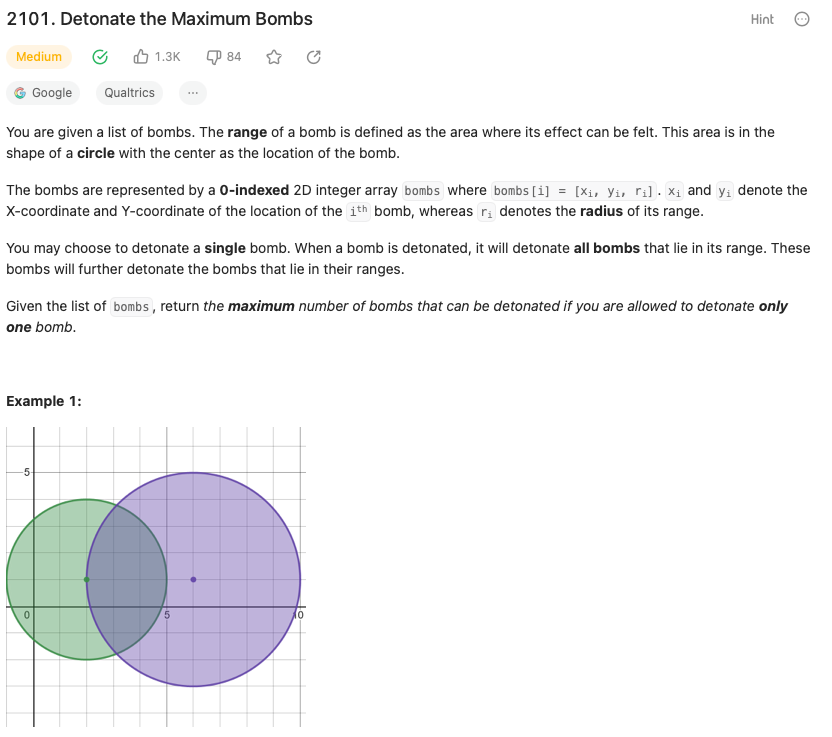 2101. Detonate the Maximum Bombs
Hint
Medium 1.3K 84
Google Qualtrics ...
You are given a list of bombs. The range of a bomb is defined as the area where its effect can be felt. This area is in the
shape of a circle with the center as the location of the bomb.
The bombs are represented by a 0-indexed 2D integer array bombs where bombs[i] = [xᵢ, yᵢ, rᵢ]. xᵢ and yᵢ denote the
X-coordinate and Y-coordinate of the location of the iᵗʰ bomb, whereas rᵢ denotes the radius of its range.
You may choose to detonate a single bomb. When a bomb is detonated, it will detonate all bombs that lie in its range. These
bombs will further detonate the bombs that lie in their ranges.
Given the list of bombs, return the maximum number of bombs that can be detonated if you are allowed to detonate only
one bomb.
Example 1:
5
0 5 10